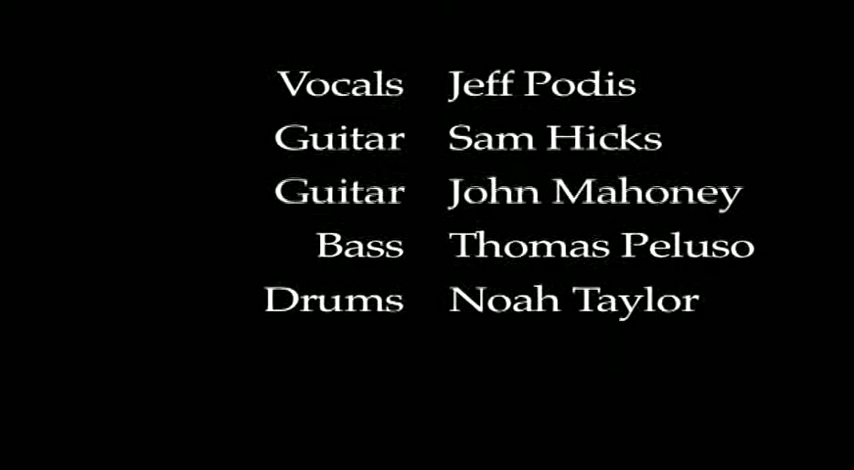 Vocals Jeff Podis
Guitar Sam Hicks
Guitar John Mahoney
Bass Thomas Peluso
Drums Noah Taylor